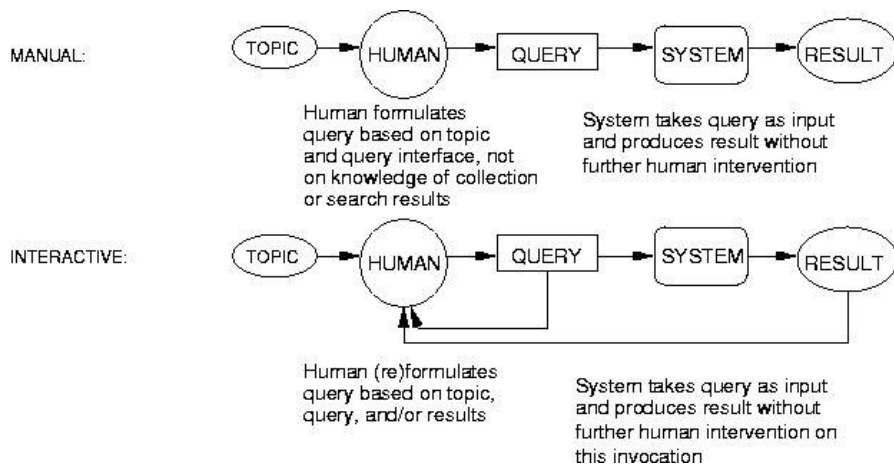 MANUAL:
TOPIC
HUMAN
QUERY
SYSTEM
RESULT
Human formulates
query based on topic
and query interface, not
on knowledge of collection
or search results
System takes query as input
and produces result without
further human intervention
INTERACTIVE:
TOPIC
HUMAN
QUERY
SYSTEM
RESULT
Human (re)formulates
query based on topic,
query, and/or results
System takes query as input
and produces result without
further human intervention on
this invocation